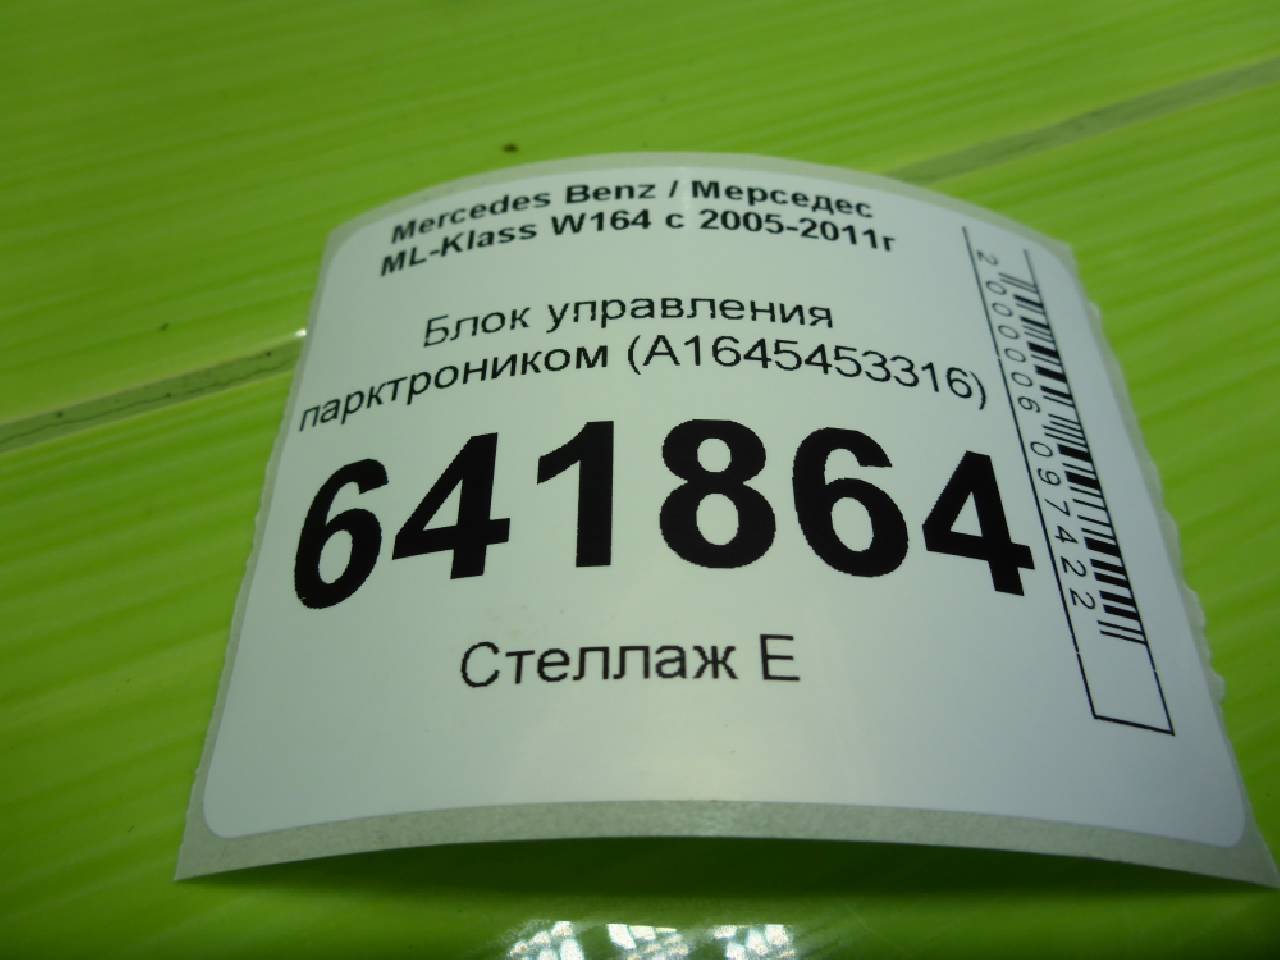 Mercedes Benz / Мерседес
ML-Klass W164 с 2005-2011г
Блок управления
парктроником (A1645453316)
641864
Стеллаж Е
2000006097422